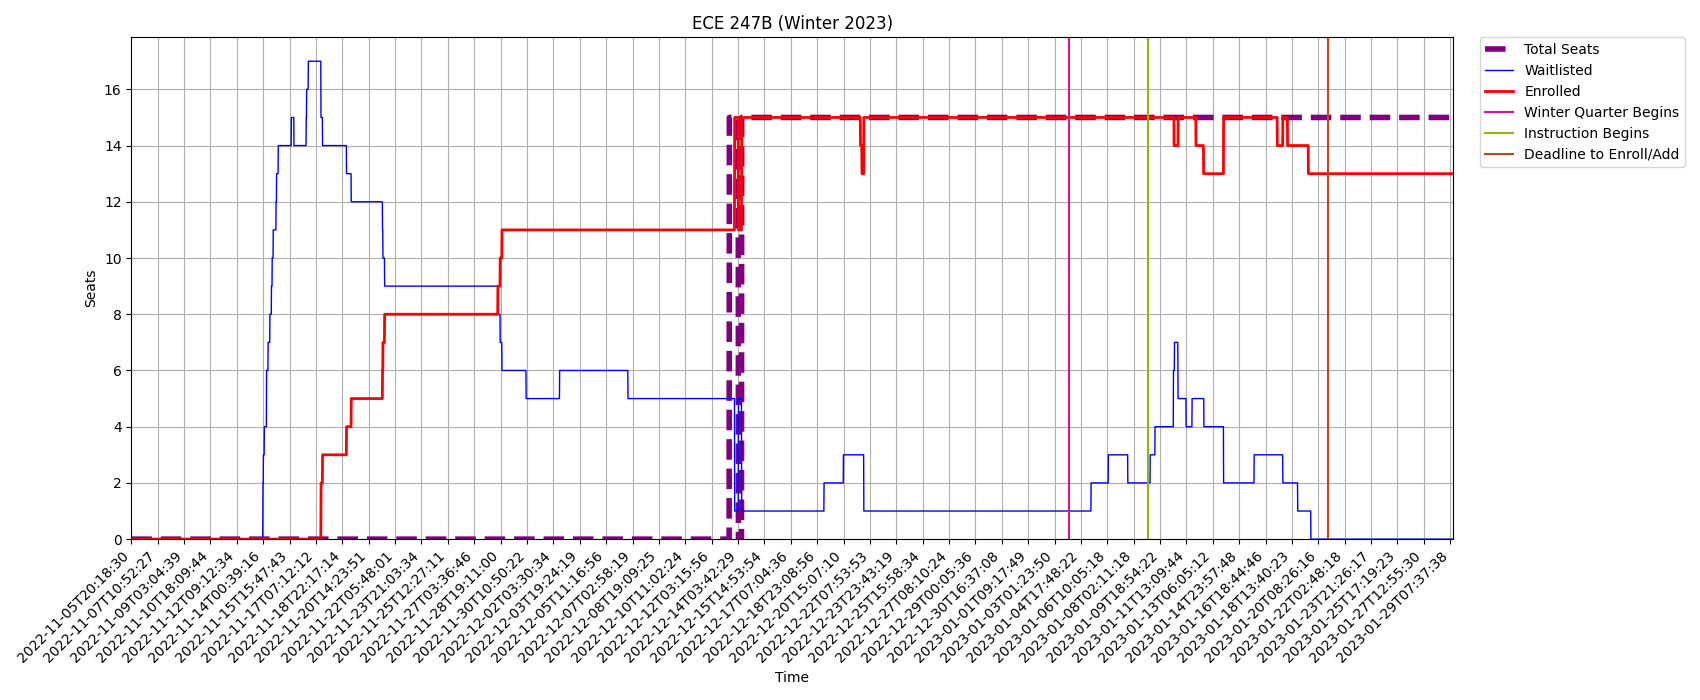 ECE 247B (Winter 2023)
Total Seats
Waitlisted
Enrolled
Winter Quarter Begins
Instruction Begins
Deadline to Enroll/Add
Seats
16
14
12
10
8
6
4
2
0
2022-11-05T20:18:30
2022-11-07T10:52:27
2022-11-09T03:04:39
2022-11-10T18:09:44
2022-11-12T09:12:34
2022-11-14T00:39:16
2022-11-15T15:47:43
2022-11-17T07:12:12
2022-11-18T22:17:14
2022-11-20T14:23:51
2022-11-22T05:48:01
2022-11-23T21:03:34
2022-11-25T12:27:11
2022-11-27T03:36:46
2022-11-28T19:11:00
2022-11-30T10:50:22
2022-12-02T03:30:34
2022-12-03T19:24:19
2022-12-05T11:16:56
2022-12-07T02:58:19
2022-12-08T19:09:25
2022-12-10T11:02:24
2022-12-12T03:15:56
2022-12-14T03:42:29
2022-12-15T14:53:54
2022-12-17T07:04:36
2022-12-18T23:08:56
2022-12-20T15:07:10
2022-12-22T07:53:53
2022-12-23T23:43:19
2022-12-25T15:58:34
2022-12-27T08:10:24
2022-12-29T00:05:36
2022-12-30T16:37:08
2023-01-01T09:17:49
2023-01-03T01:23:50
2023-01-04T17:48:22
2023-01-06T10:05:18
2023-01-08T02:11:18
2023-01-09T18:54:22
2023-01-11T13:09:44
2023-01-13T06:05:12
2023-01-14T23:57:48
2023-01-16T18:44:46
2023-01-18T13:40:23
2023-01-20T08:26:16
2023-01-22T02:48:18
2023-01-23T21:26:17
2023-01-25T17:19:23
2023-01-27T12:55:30
2023-01-29T07:37:38
Time